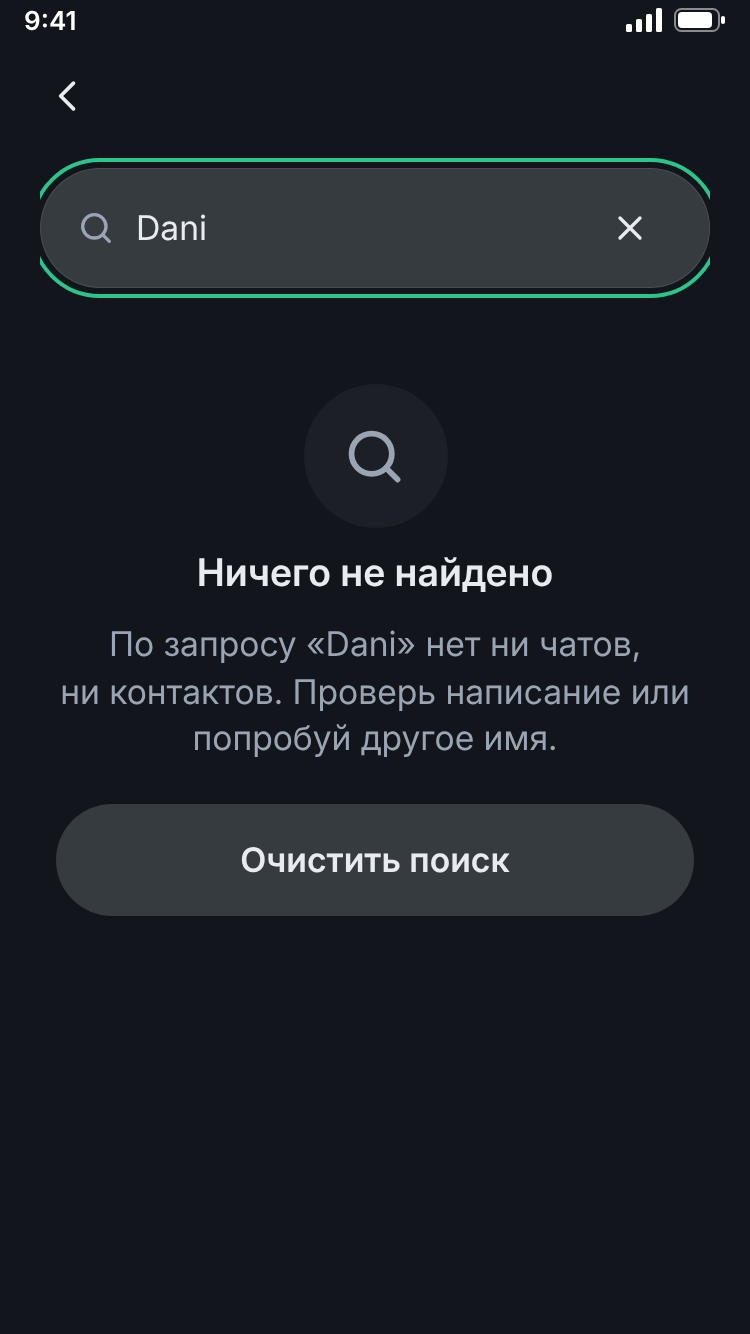 9:41
Dani
Ничего не найдено
По запросу «Dani» нет ни чатов,
ни контактов. Проверь написание или
попробуй другое имя.
Очистить поиск